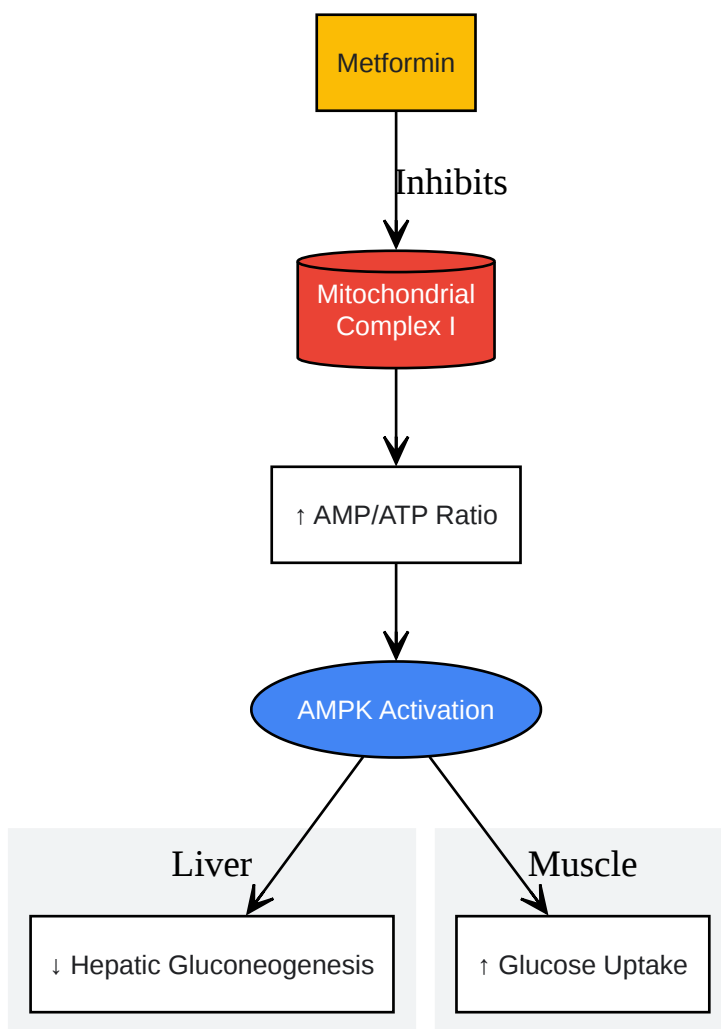 Metformin
Inhibits
Mitochondrial
Complex I
↑ AMP/ATP Ratio
AMPK Activation
Liver
Muscle
↓ Hepatic Gluconeogenesis
↑ Glucose Uptake